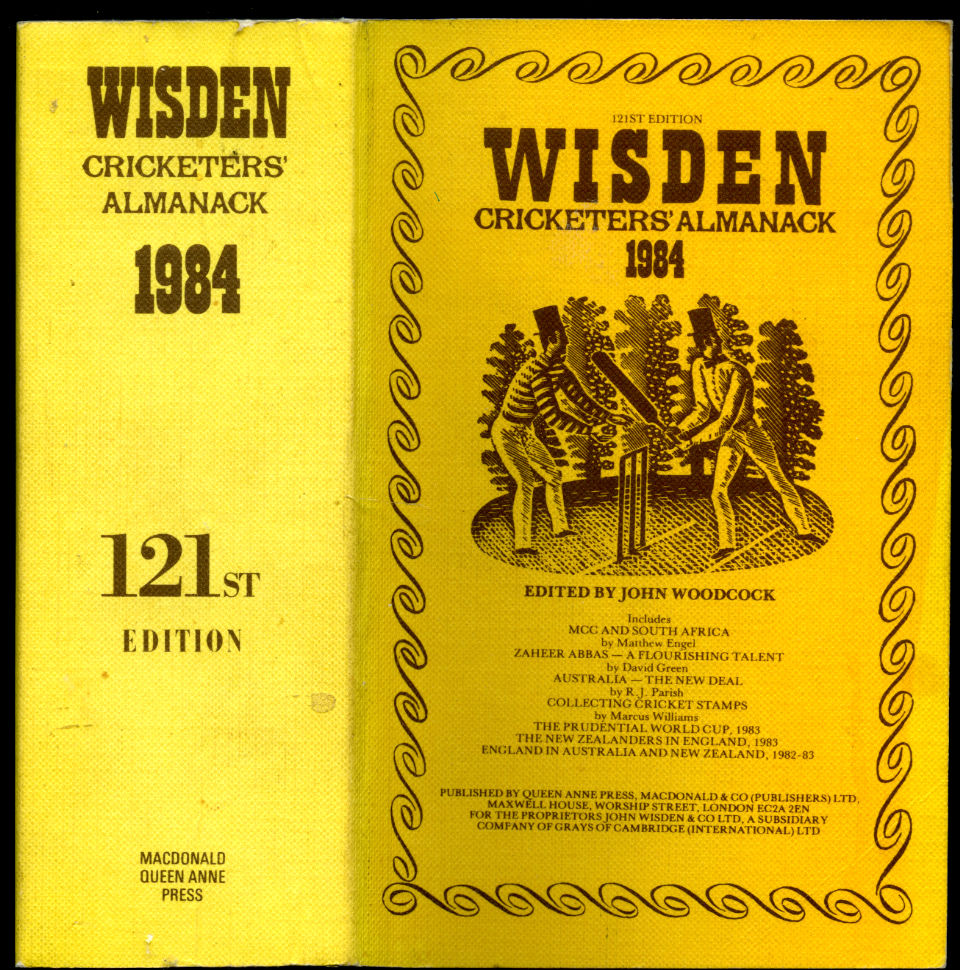 WISDEN
CRICKETERS'
ALMANACK
1984
121ST
EDITION
MACDONALD
QUEEN ANNE
PRESS
121ST EDITION
WISDEN
CRICKETERS' ALMANACK
1984
EDITED BY JOHN WOODCOCK
Includes
MCC AND SOUTH AFRICA
by Matthew Engel
ZAHEER ABBAS — A FLOURISHING TALENT
by David Green
AUSTRALIA — THE NEW DEAL
by R.J. Parish
COLLECTING CRICKET STAMPS
by Marcus Williams
THE PRUDENTIAL WORLD CUP, 1983
THE NEW ZEALANDERS IN ENGLAND, 1983
ENGLAND IN AUSTRALIA AND NEW ZEALAND, 1982-83
PUBLISHED BY QUEEN ANNE PRESS, MACDONALD & CO (PUBLISHERS) LTD,
MAXWELL HOUSE, WORSHIP STREET, LONDON EC2A 2EN
FOR THE PROPRIETORS JOHN WISDEN & CO LTD, A SUBSIDIARY
COMPANY OF GRAYS OF CAMBRIDGE (INTERNATIONAL) LTD